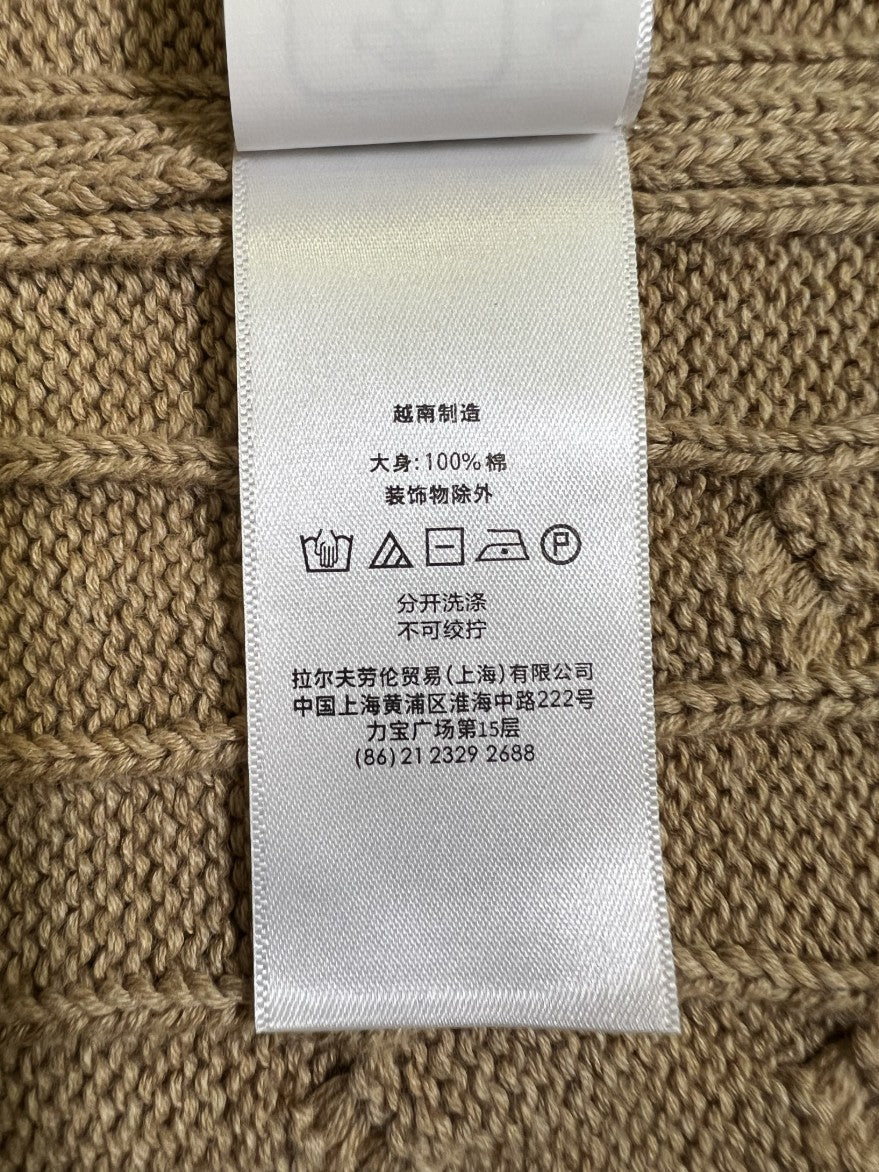 越南制造
大身:100%棉
装饰物除外
P
分开洗涤
不可绞拧
拉尔夫劳伦贸易(上海)有限公司
中国上海黄浦区淮海中路222号
力宝广场第15层
(86)21 2329 2688